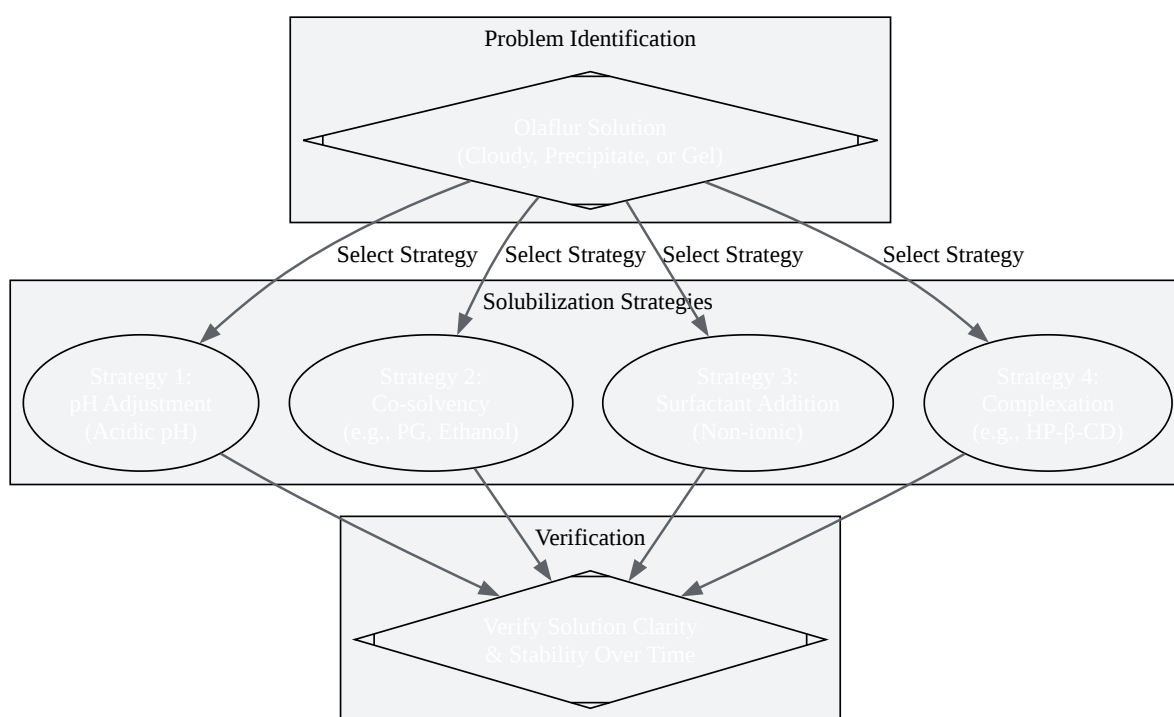 Problem Identification
Olaflur Solution
(Cloudy, Precipitate, or Gel)
Select Strategy
Select Strategy
Select Strategy
Select Strategy
Solubilization Strategies
Strategy 1:
pH Adjustment
(Acidic pH)
Strategy 2:
Co-solvency
(e.g., PG, Ethanol)
Strategy 3:
Surfactant Addition
(Non-ionic)
Strategy 4:
Complexation
(e.g., HP-β-CD)
Verification
Verify Solution Clarity
& Stability Over Time